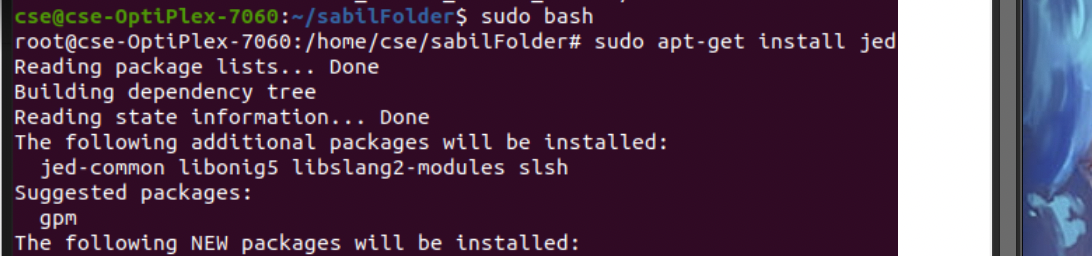 cse@cse-OptiPlex-7060:~/sabilFolder$ sudo bash
root@cse-OptiPlex-7060:/home/cse/sabilFolder# sudo apt-get install jed
Reading package lists... Done
Building dependency tree
Reading state information... Done
The following additional packages will be installed:
  jed-common libonig5 libslang2-modules slsh
Suggested packages:
  gpm
The following NEW packages will be installed: